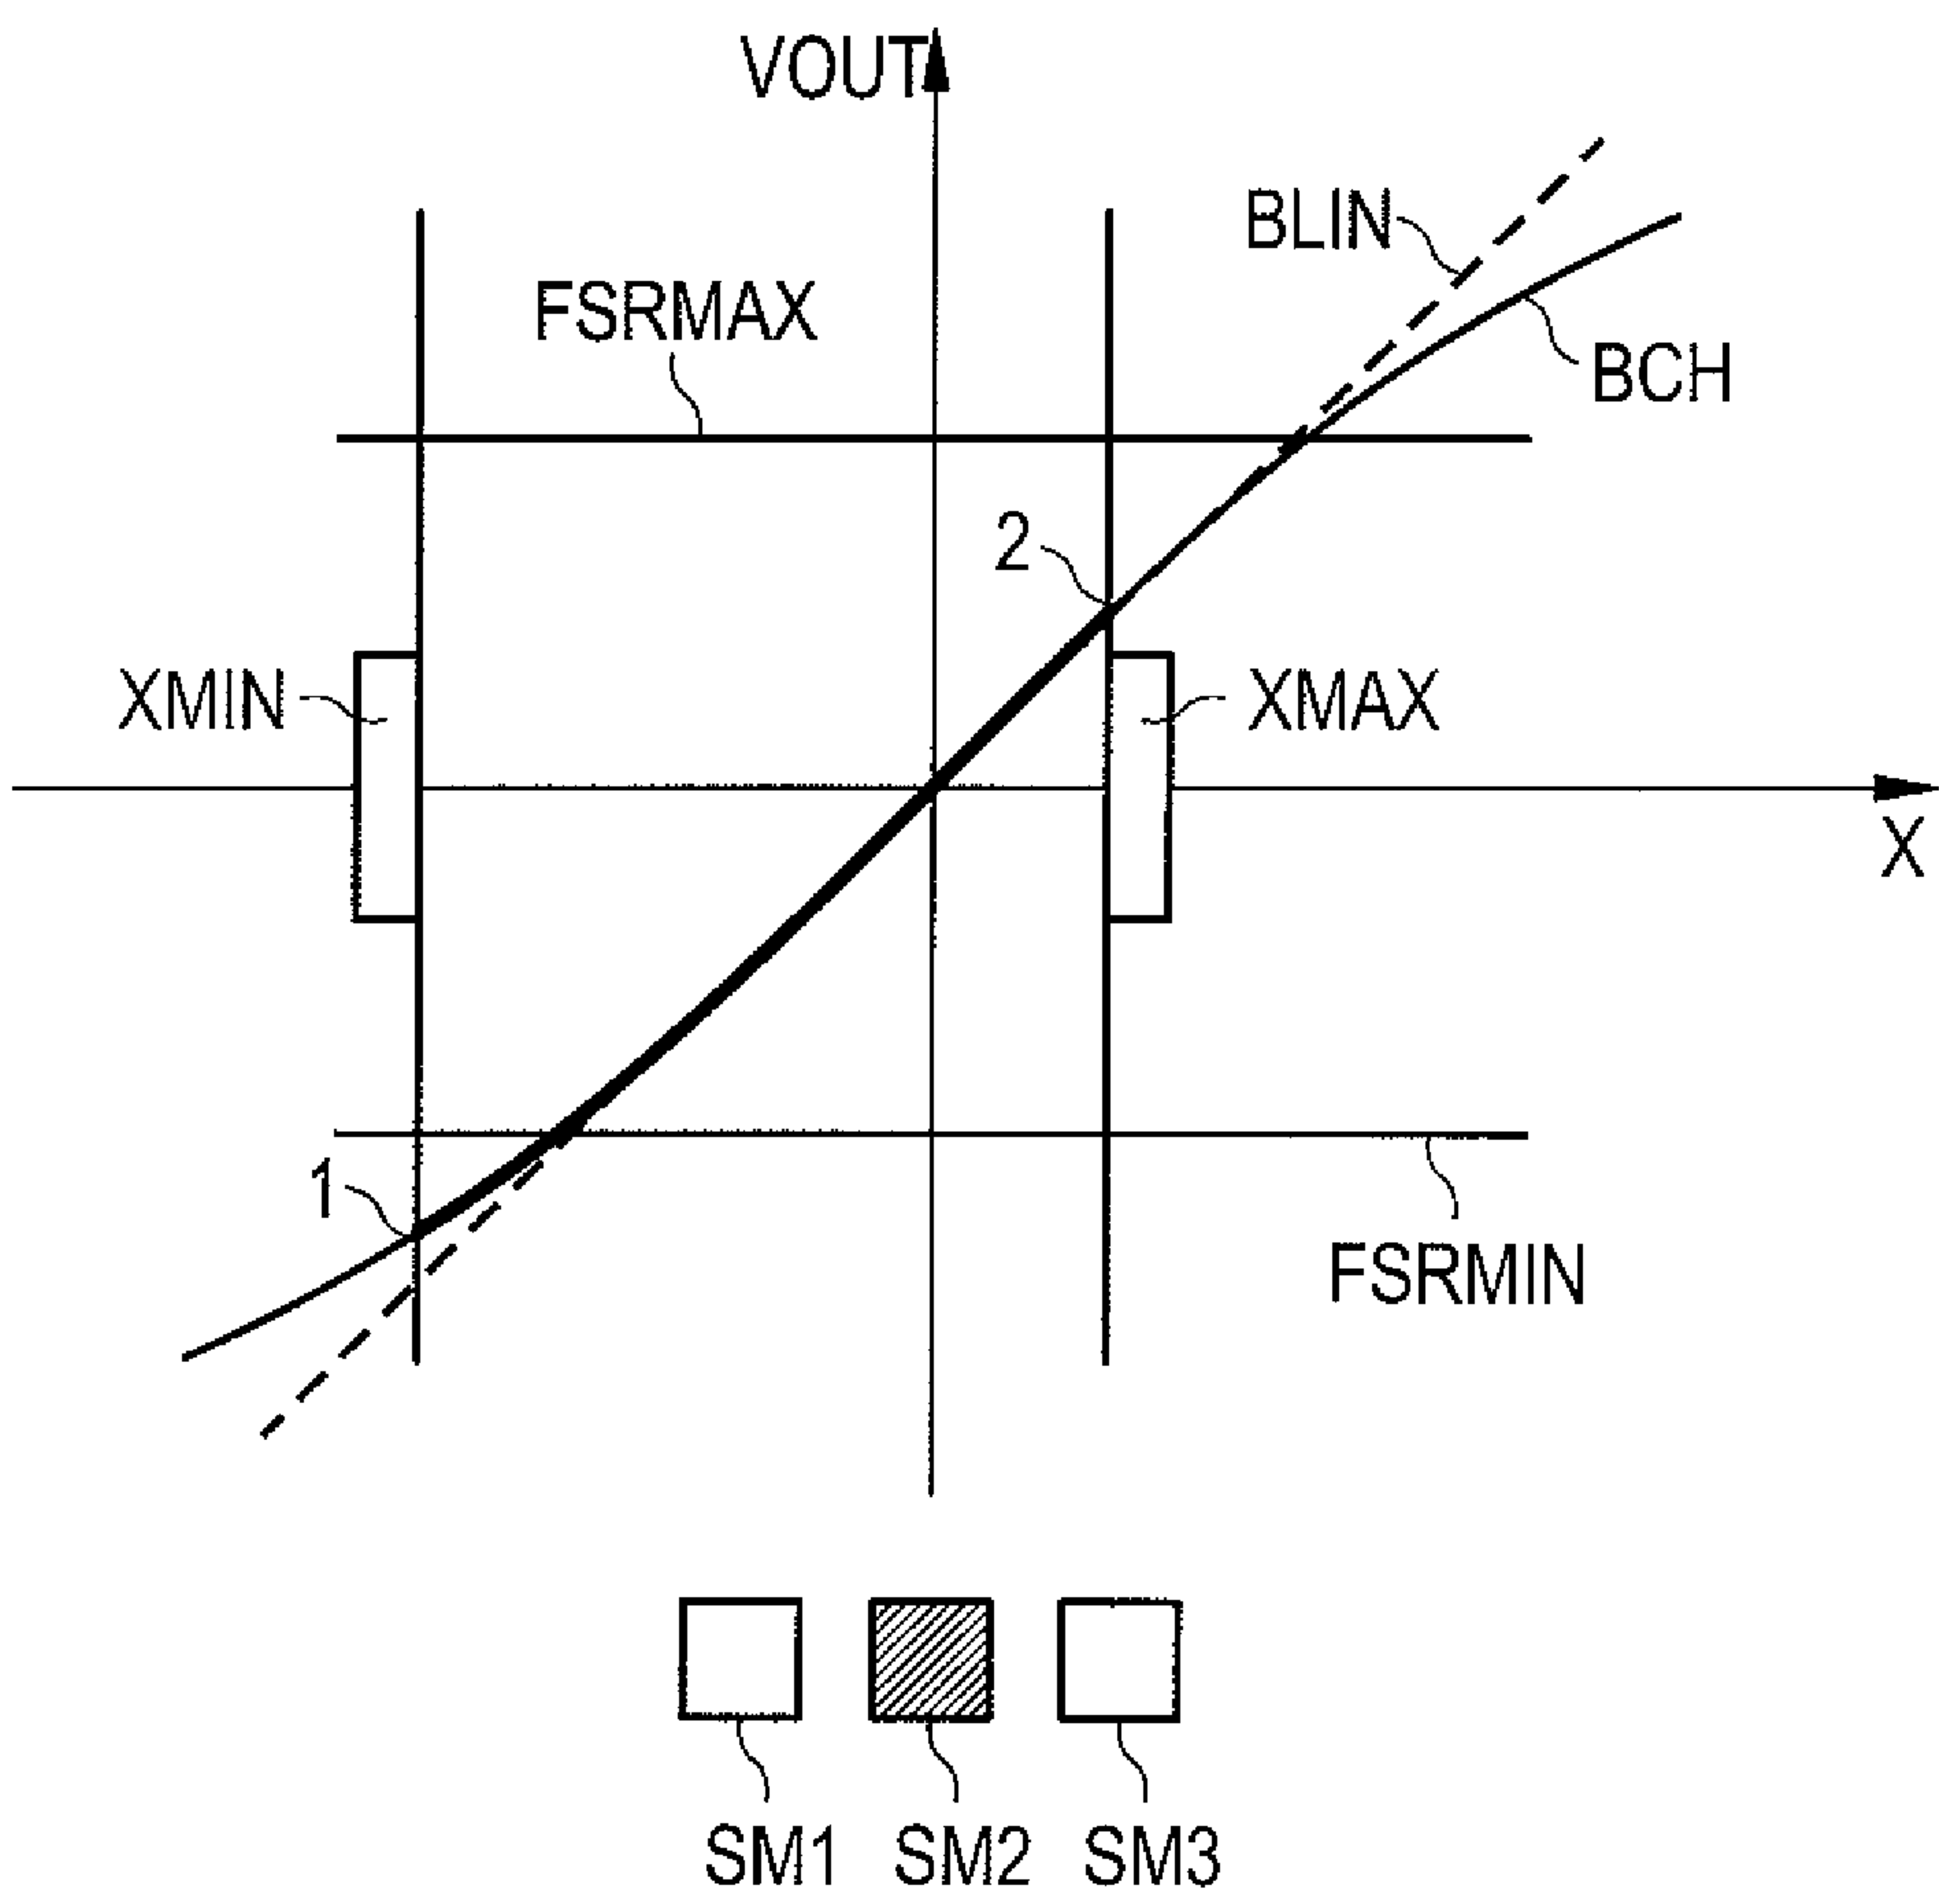 VOUT
BLIN
FSRMAX
BCH
2
XMIN
XMAX
X
1
FSRMIN
SM1
SM2
SM3